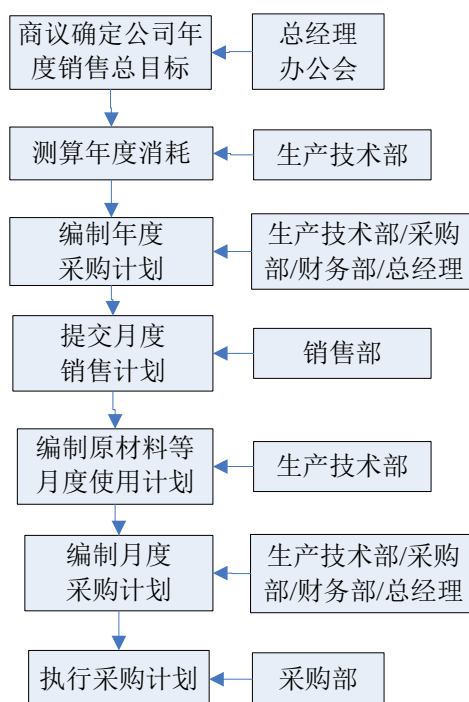 商议确定公司年
度销售总目标
总经理
办公会
测算年度消耗
生产技术部
编制年度
采购计划
生产技术部/采购
部/财务部/总经理
提交月度
销售计划
销售部
编制原材料等
月度使用计划
生产技术部
编制月度
采购计划
生产技术部/采购
部/财务部/总经理
执行采购计划
采购部